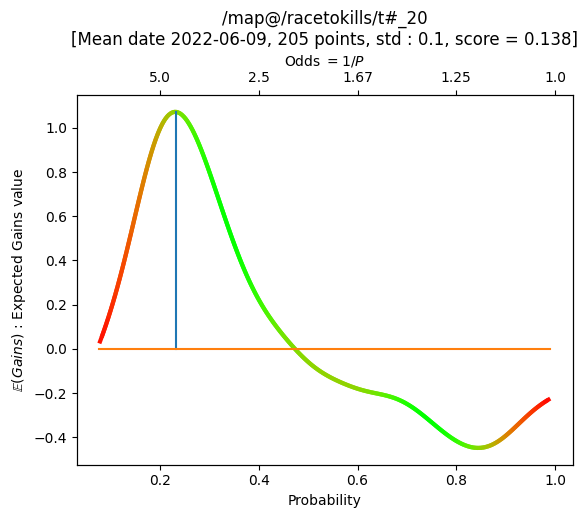 /map@/racetokills/t#_20
[Mean date 2022-06-09, 205 points, std : 0.1, score = 0.138]
Odds = 1/P
5.0 2.5 1.67 1.25 1.0
1.0
0.8
0.6
0.4
0.2
0.0
−0.2
−0.4
𝔼(Gains) : Expected Gains value
0.2 0.4 0.6 0.8 1.0
Probability